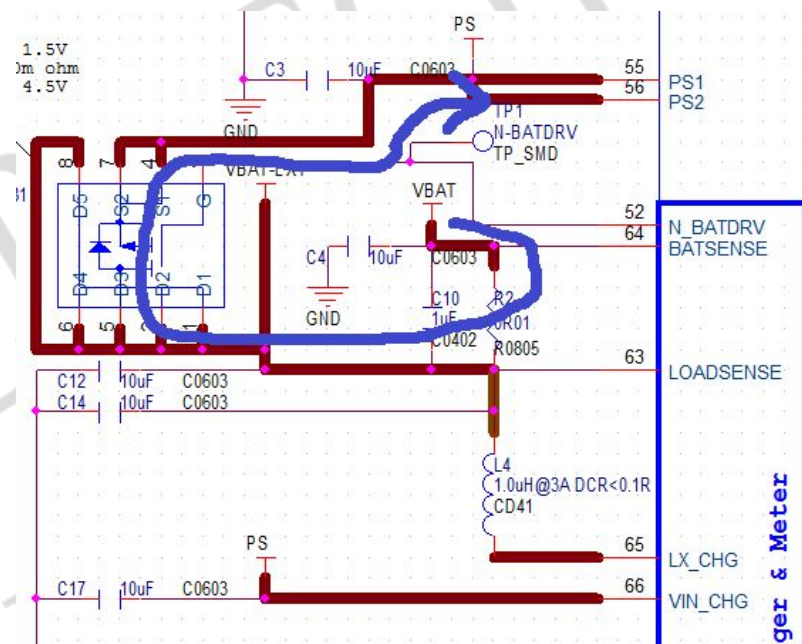 PS
1.5V
m ohm
4.5V
C3
10uF
C0603
55
PS1
56
PS2
GND
TP1
N-BATDRV
TP_SMD
8
7
4
VBAT-EX
VBAT
D5
S2
S1
G
52
N_BATDRV
64
BATSENSE
C4
10uF
C0603
D4
D3
D2
D1
GND
C10
1uF
C0402
R2
0R01
R0805
6
5
1
63
LOADSENSE
C12
10uF
C0603
C14
10uF
C0603
L4
1.0uH@3A DCR<0.1R
CD41
PS
65
LX_CHG
C17
10uF
C0603
66
VIN_CHG
ger & Meter